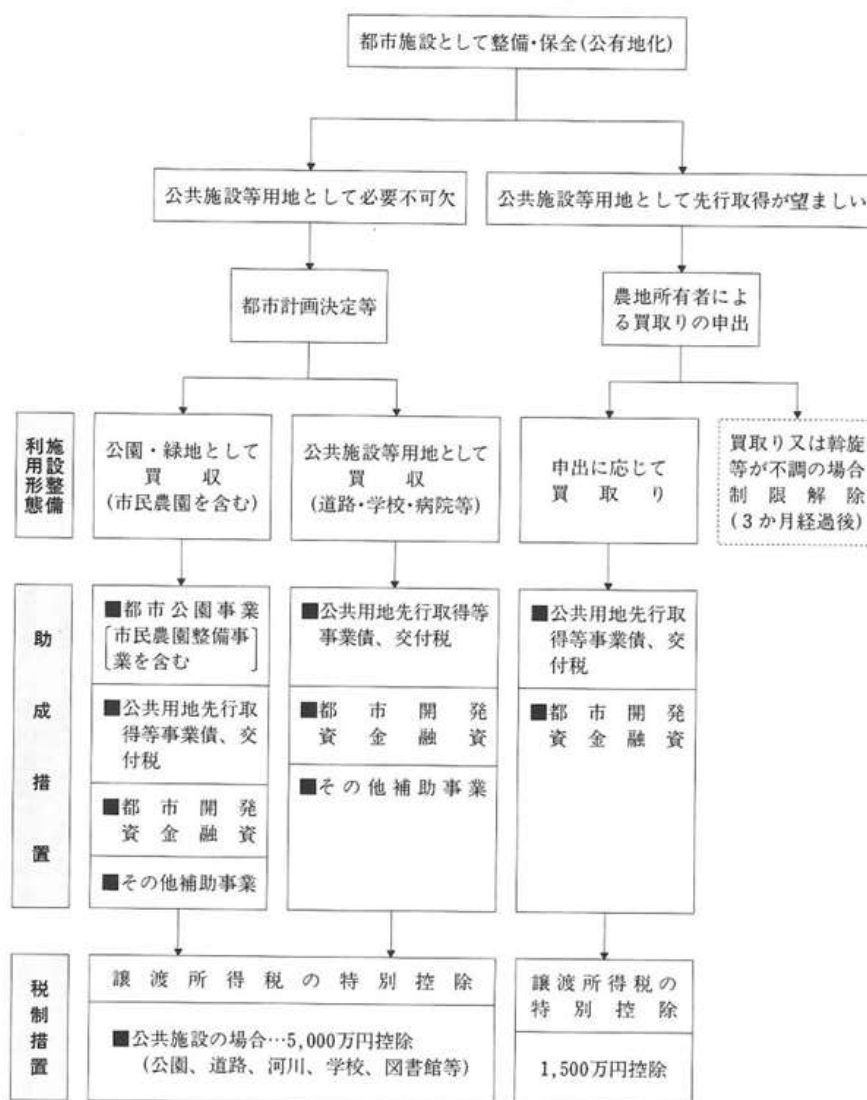 都市施設として整備・保全(公有地化)
公共施設等用地として必要不可欠
公共施設等用地として先行取得が望ましい
都市計画決定等
農地所有者によ
る買取りの申出
施設整備
利用形態
公園・緑地として
買収
(市民農園を含む)
公共施設等用地として
買収
(道路・学校・病院等)
申出に応じて
買取り
買取り又は斡旋
等が不調の場合
制限解除
(3か月経過後)
助成措置
■都市公園事業
[市民農園整備事
業を含む]
■公共用地先行取
得等事業債、交
付税
■都市開発
資金融資
■その他補助事業
■公共用地先行取得等
事業債、交付税
■都市開発
資金融資
■その他補助事業
■公共用地先行取
得等事業債、交
付税
■都市開発
資金融資
税制措置
譲渡所得税の特別控除
■公共施設の場合…5,000万円控除
(公園、道路、河川、学校、図書館等)
譲渡所得税の
特別控除
1,500万円控除